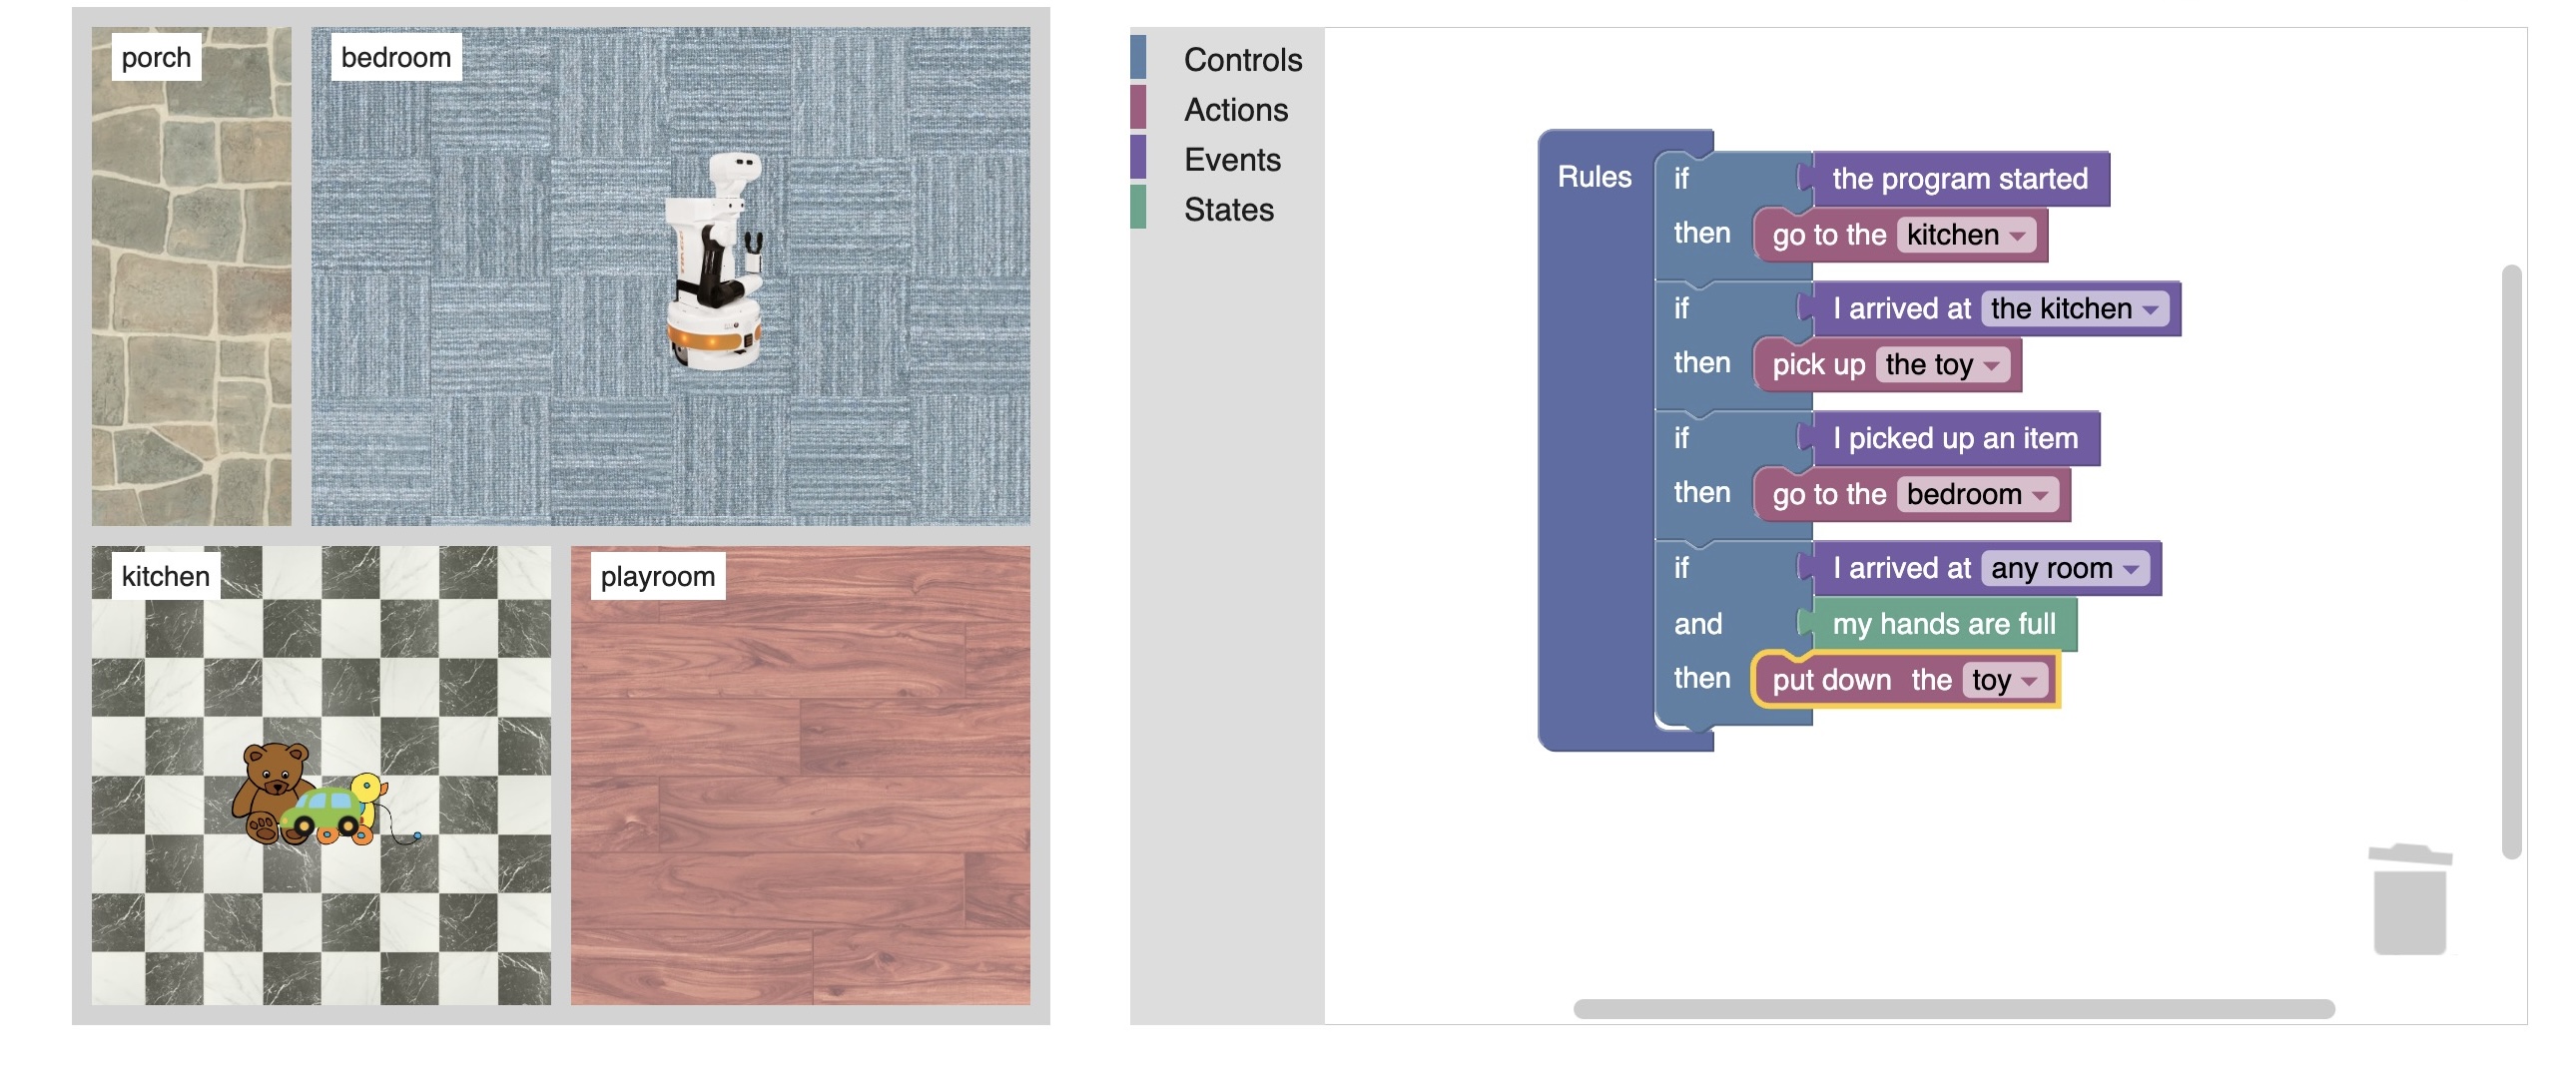 porch
bedroom
kitchen
playroom
Controls
Actions
Events
States
Rules
if the program started
then go to the kitchen
if I arrived at the kitchen
then pick up the toy
if I picked up an item
then go to the bedroom
if I arrived at any room
and my hands are full
then put down the toy